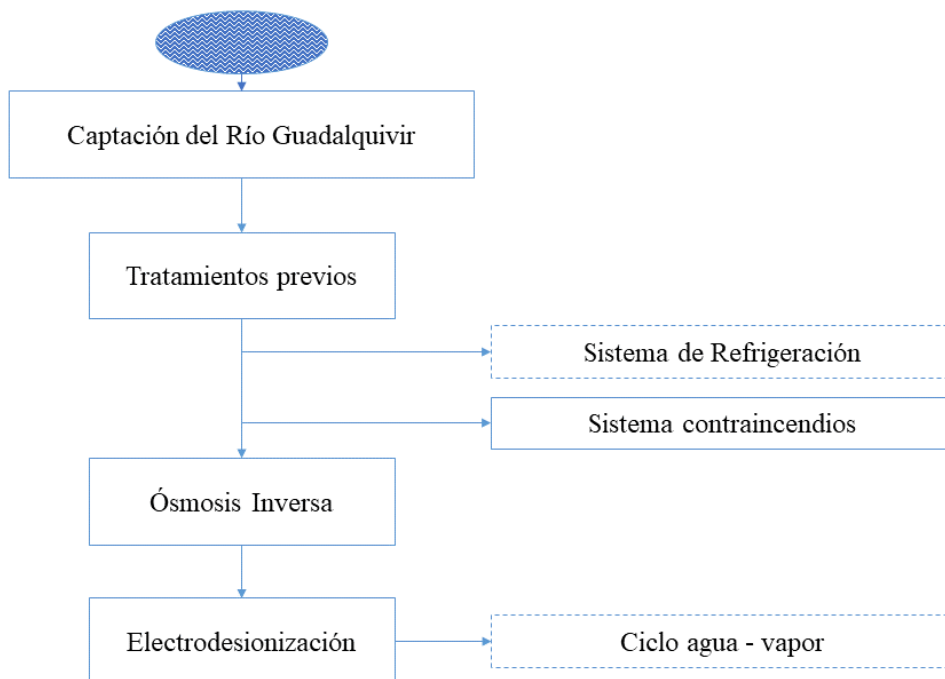 Captación del Río Guadalquivir
Tratamientos previos
Sistema de Refrigeración
Sistema contraincendios
Ósmosis Inversa
Electrodesionización
Ciclo agua - vapor